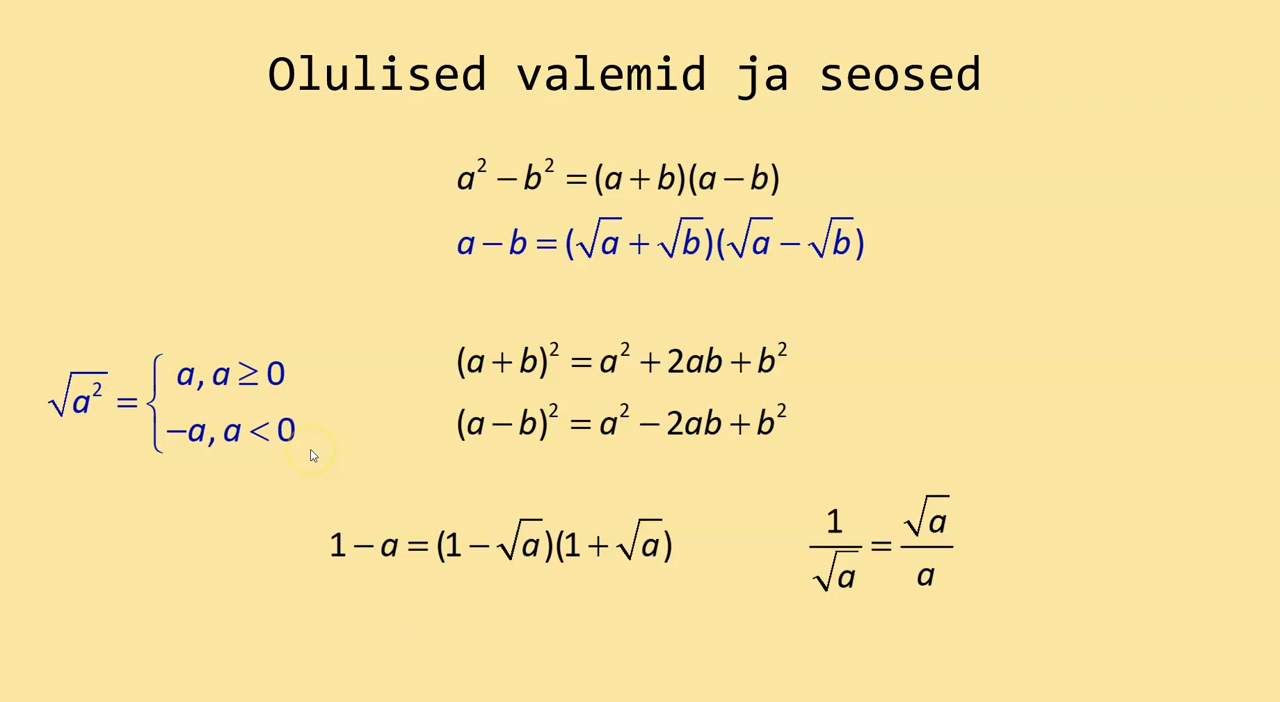 Olulised valemid ja seosed
a² − b² = (a + b)(a − b)
a − b = (√a + √b)(√a − √b)
√a² = { a, a ≥ 0
−a, a < 0
(a + b)² = a² + 2ab + b²
(a − b)² = a² − 2ab + b²
1 − a = (1 − √a)(1 + √a)
1/√a = √a/a